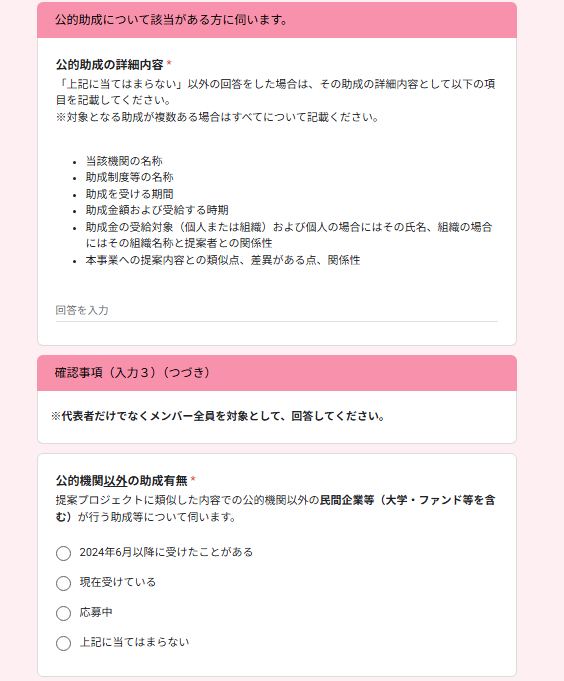 公的助成について該当がある方に伺います。
公的助成の詳細内容 *
「上記に当てはまらない」以外の回答をした場合は、その助成の詳細内容として以下の項
目を記載してください。
※対象となる助成が複数ある場合はすべてについて記載ください。
• 当該機関の名称
• 助成制度等の名称
• 助成を受ける期間
• 助成金額および受給する時期
• 助成金の受給対象（個人または組織）および個人の場合にはその氏名、組織の場合
にはその組織名称と提案者との関係性
• 本事業への提案内容との類似点、差異がある点、関係性
回答を入力
確認事項（入力３）（つづき）
※代表者だけでなくメンバー全員を対象として、回答してください。
公的機関以外の助成有無 *
提案プロジェクトに類似した内容での公的機関以外の民間企業等（大学・ファンド等を含
む）が行う助成等について伺います。
2024年6月以降に受けたことがある
現在受けている
応募中
上記に当てはまらない